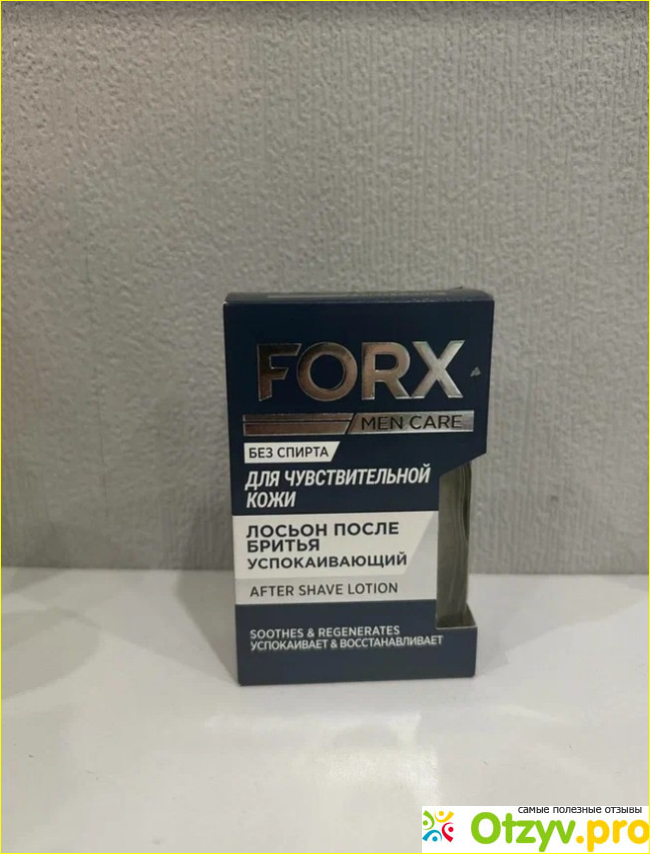 FORX
MEN CARE
БЕЗ СПИРТА
ДЛЯ ЧУВСТВИТЕЛЬНОЙ
КОЖИ
ЛОСЬОН ПОСЛЕ
БРИТЬЯ
УСПОКАИВАЮЩИЙ
AFTER SHAVE LOTION
SOOTHES & REGENERATES
УСПОКАИВАЕТ & ВОССТАНАВЛИВАЕТ
самые полезные отзывы
Otzyv.pro